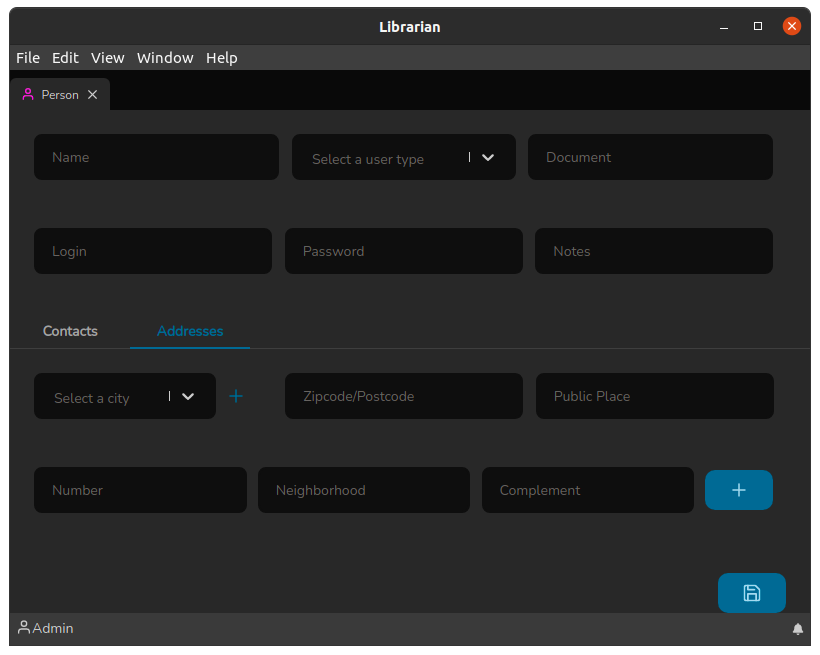 Librarian
File Edit View Window Help
Person
Name Select a user type Document
Login Password Notes
Contacts Addresses
Select a city Zipcode/Postcode Public Place
Number Neighborhood Complement
Admin